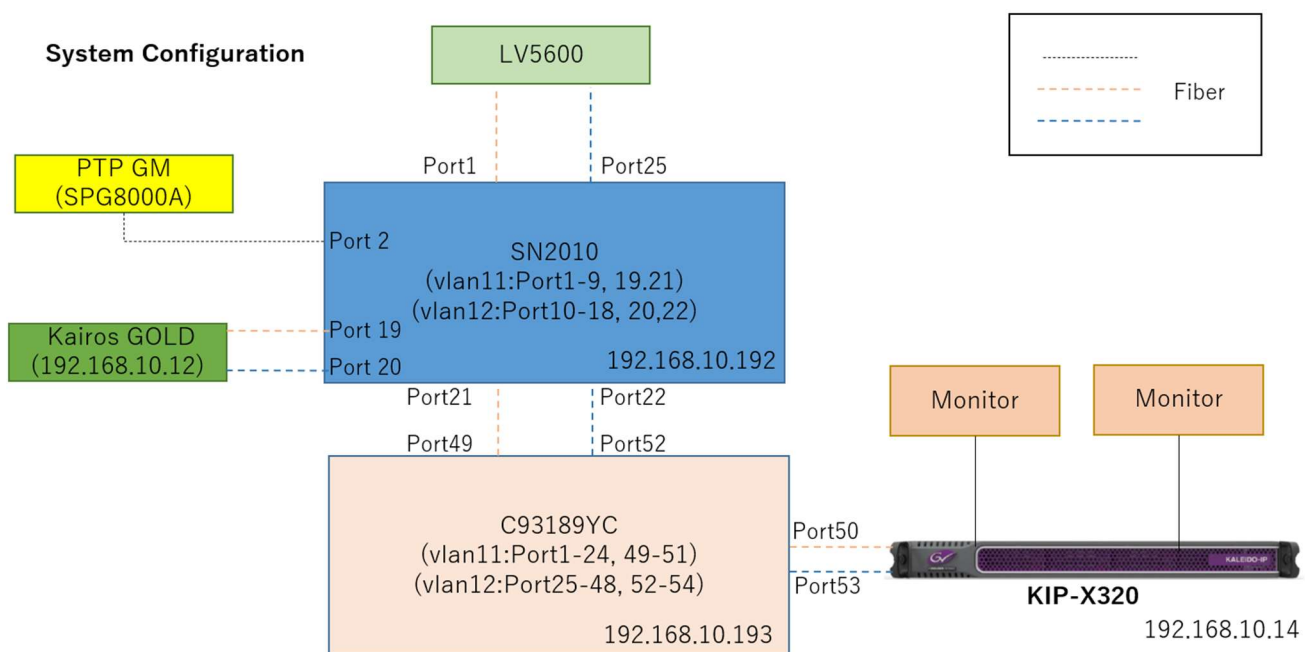 System Configuration
LV5600
Fiber
Port1
Port25
PTP GM
(SPG8000A)
Port 2
SN2010
(vlan11:Port1-9, 19.21)
(vlan12:Port10-18, 20,22)
Kairos GOLD
(192.168.10.12)
Port 19
Port 20
192.168.10.192
Port21
Port22
Port49
Port52
Monitor
Monitor
C93189YC
(vlan11:Port1-24, 49-51)
(vlan12:Port25-48, 52-54)
192.168.10.193
Port50
Port53
GV
KALEIDO-IP
KIP-X320
192.168.10.14